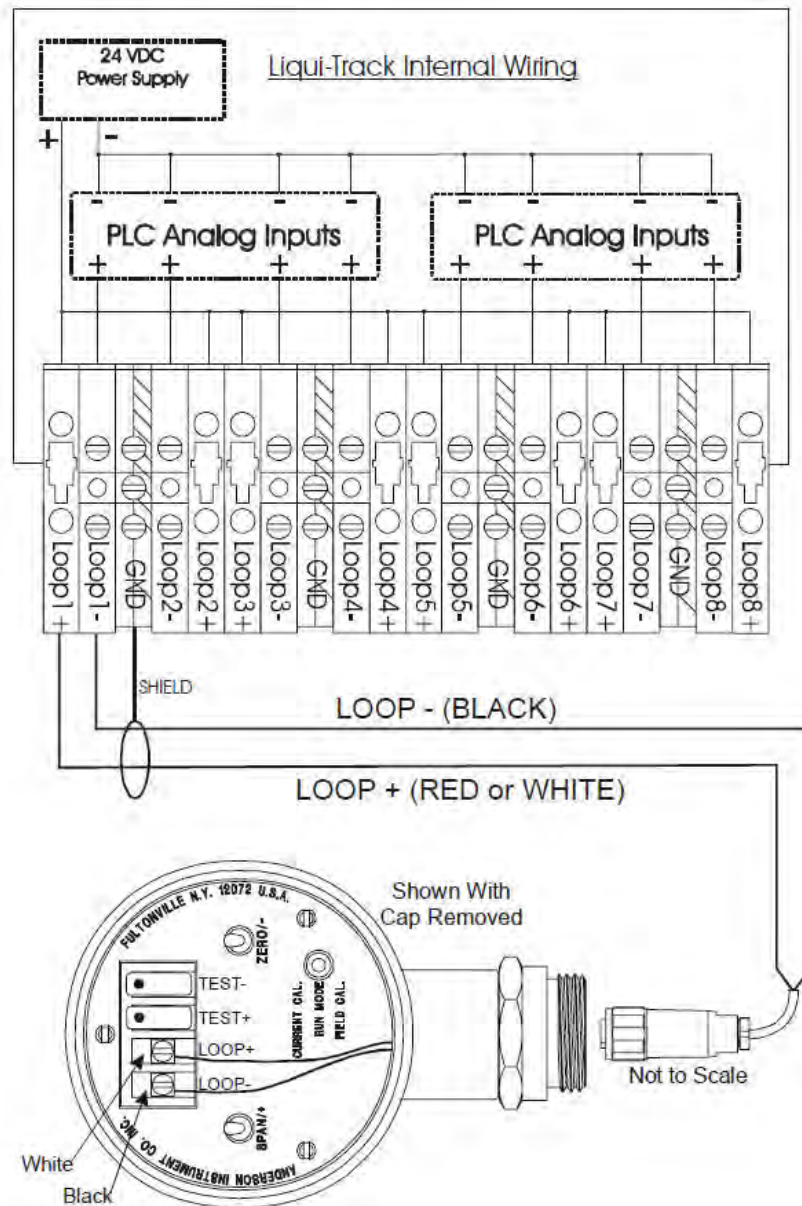 24 VDC
Power Supply
Liqui-Track Internal Wiring
+ -
- - - - - - - -
PLC Analog Inputs PLC Analog Inputs
+ + + + + + + +
Loop1+
Loop1-
GND
Loop2-
Loop2+
Loop3+
Loop3-
GND
Loop4-
Loop4+
Loop5+
Loop5-
GND
Loop6-
Loop6+
Loop7+
Loop7-
GND
Loop8-
Loop8+
SHIELD
LOOP - (BLACK)
LOOP + (RED or WHITE)
FULTONVILLE N.Y. 12072 U.S.A.
Shown With
Cap Removed
ZERO/-
TEST-
TEST+
LOOP+
LOOP-
CURRENT CAL.
RUN MODE
FIELD CAL.
SPAN/+
ANDERSON INSTRUMENT CO. INC.
Not to Scale
White
Black